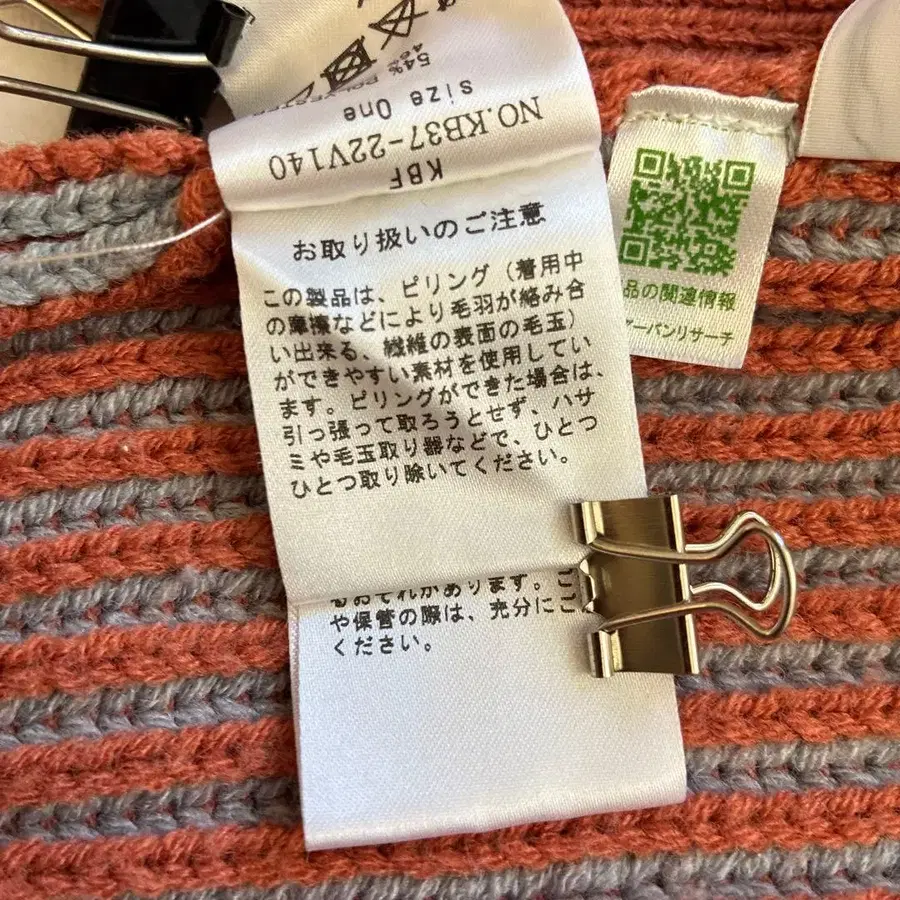 54% POLYESTER
Size One
NO.KB37-22V140
KBF
お取り扱いのご注意
この製品は、ピリング（着用中
の摩擦などにより毛羽が絡み合
い出来る、繊維の表面の毛玉）
ができやすい素材を使用してい
ます。ピリングができた場合は、
引っ張って取ろうとせず、ハサ
ミや毛玉取り器などで、ひとつ
ひとつ取り除いてください。
るおそれがあります。ご
や保管の際は、充分にご
ください。
品の関連情報
アーバンリサーチ